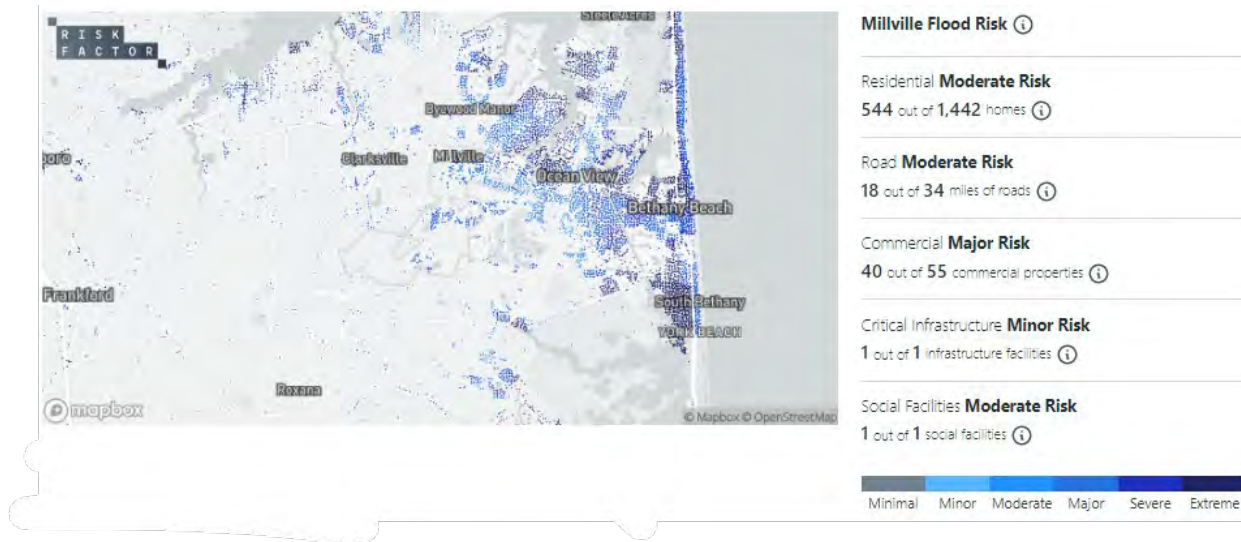 RISK
FACTOR
Steele Acres
Byewood Manor
Clarksville
Millville
Ocean View
Bethany Beach
Frankford
South Bethany
YORK BEACH
Roxana
mapbox
© Mapbox © OpenStreetMap
Millville Flood Risk
Residential Moderate Risk
544 out of 1,442 homes
Road Moderate Risk
18 out of 34 miles of roads
Commercial Major Risk
40 out of 55 commercial properties
Critical Infrastructure Minor Risk
1 out of 1 infrastructure facilities
Social Facilities Moderate Risk
1 out of 1 social facilities
Minimal Minor Moderate Major Severe Extreme